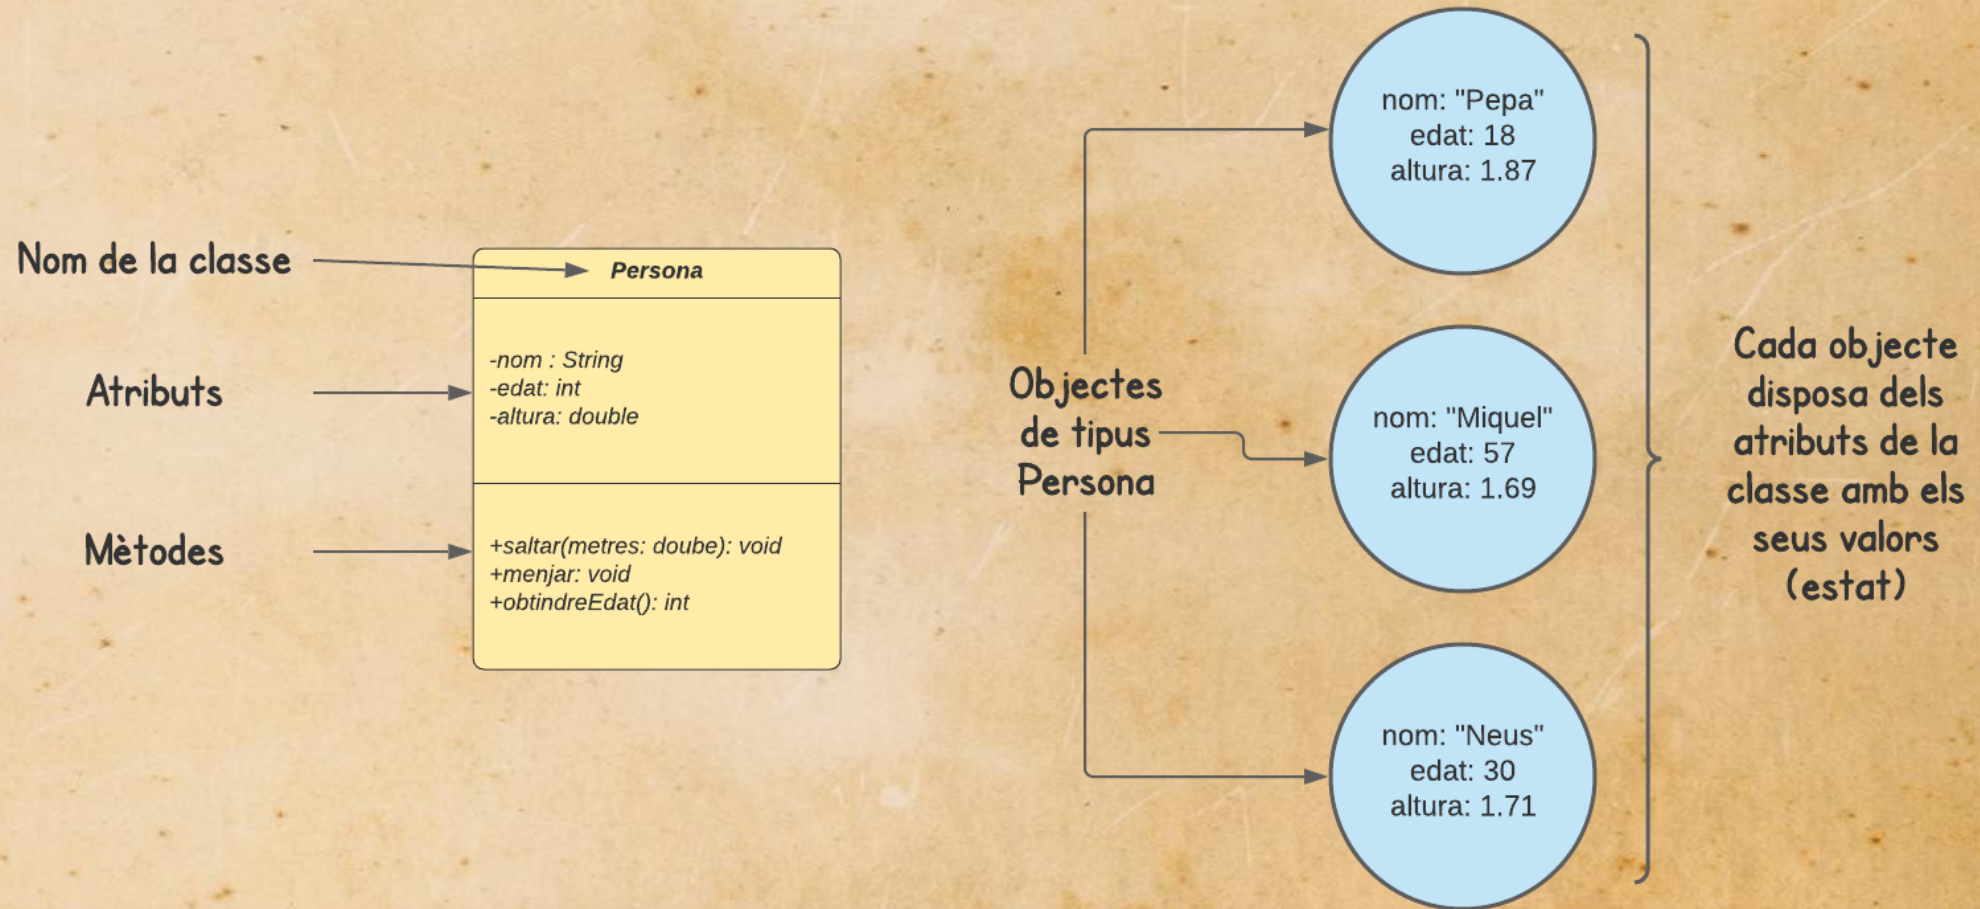 Nom de la classe
Persona
Atributs
-nom : String
-edat: int
-altura: double
Mètodes
+saltar(metres: doube): void
+menjar: void
+obtindreEdat(): int
Objectes
de tipus
Persona
nom: "Pepa"
edat: 18
altura: 1.87
nom: "Miquel"
edat: 57
altura: 1.69
nom: "Neus"
edat: 30
altura: 1.71
Cada objecte
disposa dels
atributs de la
classe amb els
seus valors
(estat)